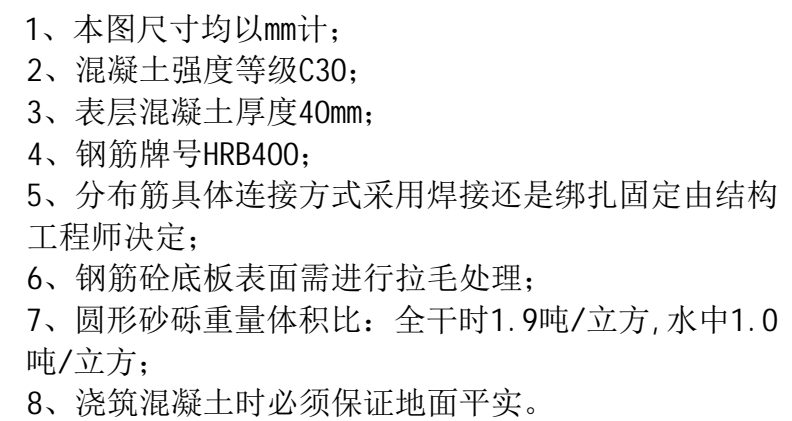 1、本图尺寸均以mm计；
2、混凝土强度等级C30；
3、表层混凝土厚度40mm；
4、钢筋牌号HRB400；
5、分布筋具体连接方式采用焊接还是绑扎固定由结构
工程师决定；
6、钢筋砼底板表面需进行拉毛处理；
7、圆形砂砾重量体积比：全干时1.9吨/立方,水中1.0
吨/立方；
8、浇筑混凝土时必须保证地面平实。